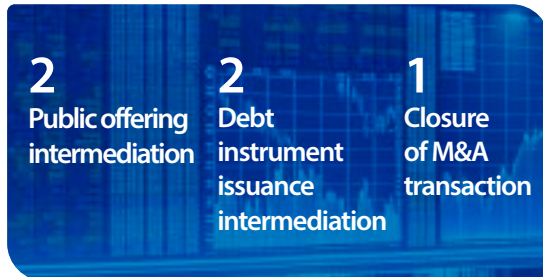 2
Public offering
intermediation
2
Debt
instrument
issuance
intermediation
1
Closure
of M&A
transaction